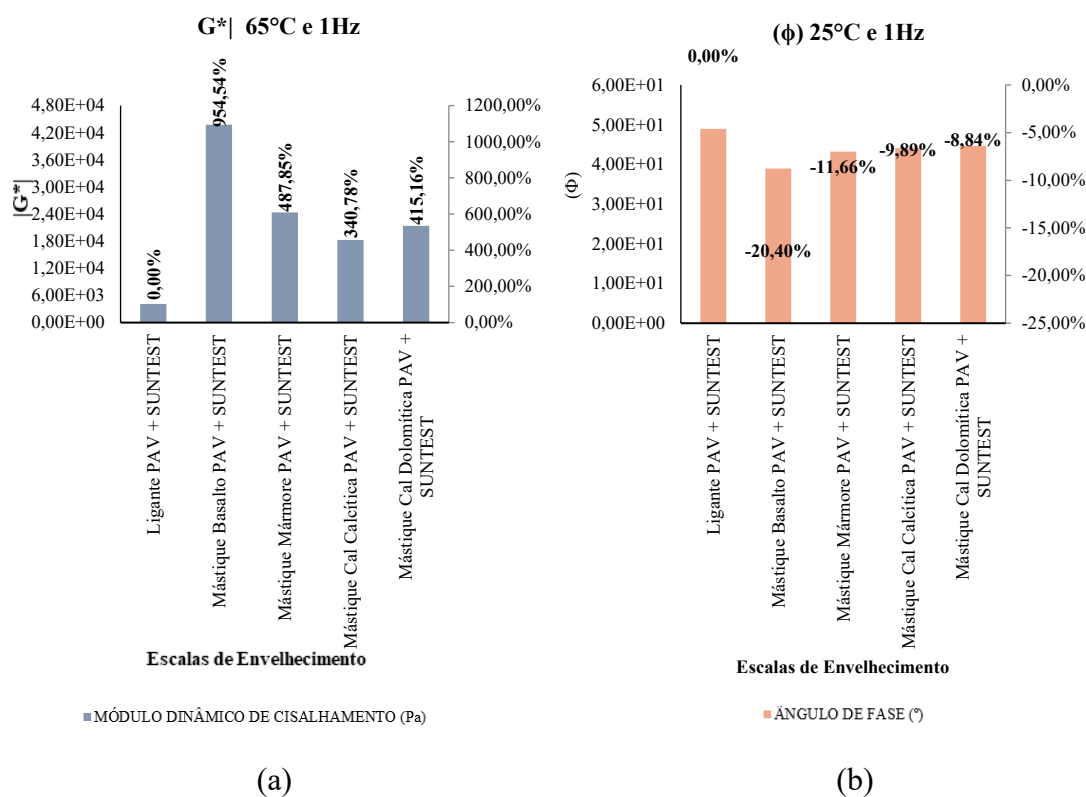 G*| 65°C e 1Hz
4,80E+04
4,20E+04
3,60E+04
3,00E+04
2,40E+04
1,80E+04
1,20E+04
6,00E+03
0,00E+00
|G*|
0,00%
954,54%
487,85%
340,78%
415,16%
1200,00%
1000,00%
800,00%
600,00%
400,00%
200,00%
0,00%
Ligante PAV + SUNTEST
Mástique Basalto PAV + SUNTEST
Mástique Mármore PAV + SUNTEST
Mástique Cal Calcítica PAV + SUNTEST
Mástique Cal Dolomítica PAV +
SUNTEST
Escalas de Envelhecimento
MÓDULO DINÂMICO DE CISALHAMENTO (Pa)
(a)
(ϕ) 25°C e 1Hz
6,00E+01
5,00E+01
4,00E+01
3,00E+01
2,00E+01
1,00E+01
0,00E+00
(Φ)
0,00%
-20,40%
-11,66%
-9,89%
-8,84%
0,00%
-5,00%
-10,00%
-15,00%
-20,00%
-25,00%
Ligante PAV + SUNTEST
Mástique Basalto PAV + SUNTEST
Mástique Mármore PAV + SUNTEST
Mástique Cal Calcítica PAV + SUNTEST
Mástique Cal Dolomítica PAV +
SUNTEST
Escalas de Envelhecimento
ÂNGULO DE FASE (º)
(b)